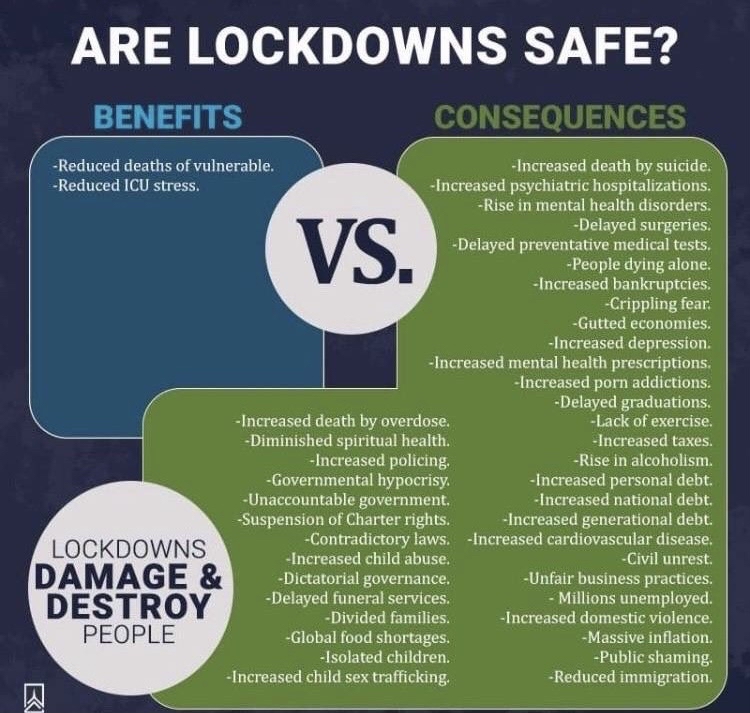 ARE LOCKDOWNS SAFE?
BENEFITS
-Reduced deaths of vulnerable.
-Reduced ICU stress.
VS.
CONSEQUENCES
-Increased death by suicide.
-Increased psychiatric hospitalizations.
-Rise in mental health disorders.
-Delayed surgeries.
-Delayed preventative medical tests.
-People dying alone.
-Increased bankruptcies.
-Crippling fear.
-Gutted economies.
-Increased depression.
-Increased mental health prescriptions.
-Increased porn addictions.
-Delayed graduations.
-Lack of exercise.
-Increased taxes.
-Rise in alcoholism.
-Increased personal debt.
-Increased national debt.
-Increased generational debt.
-Increased cardiovascular disease.
-Civil unrest.
-Unfair business practices.
- Millions unemployed.
-Increased domestic violence.
-Massive inflation.
-Public shaming.
-Reduced immigration.
-Increased death by overdose.
-Diminished spiritual health.
-Increased policing.
-Governmental hypocrisy.
-Unaccountable government.
-Suspension of Charter rights.
-Contradictory laws.
-Increased child abuse.
-Dictatorial governance.
-Delayed funeral services.
-Divided families.
-Global food shortages.
-Isolated children.
-Increased child sex trafficking.
LOCKDOWNS
DAMAGE &
DESTROY
PEOPLE